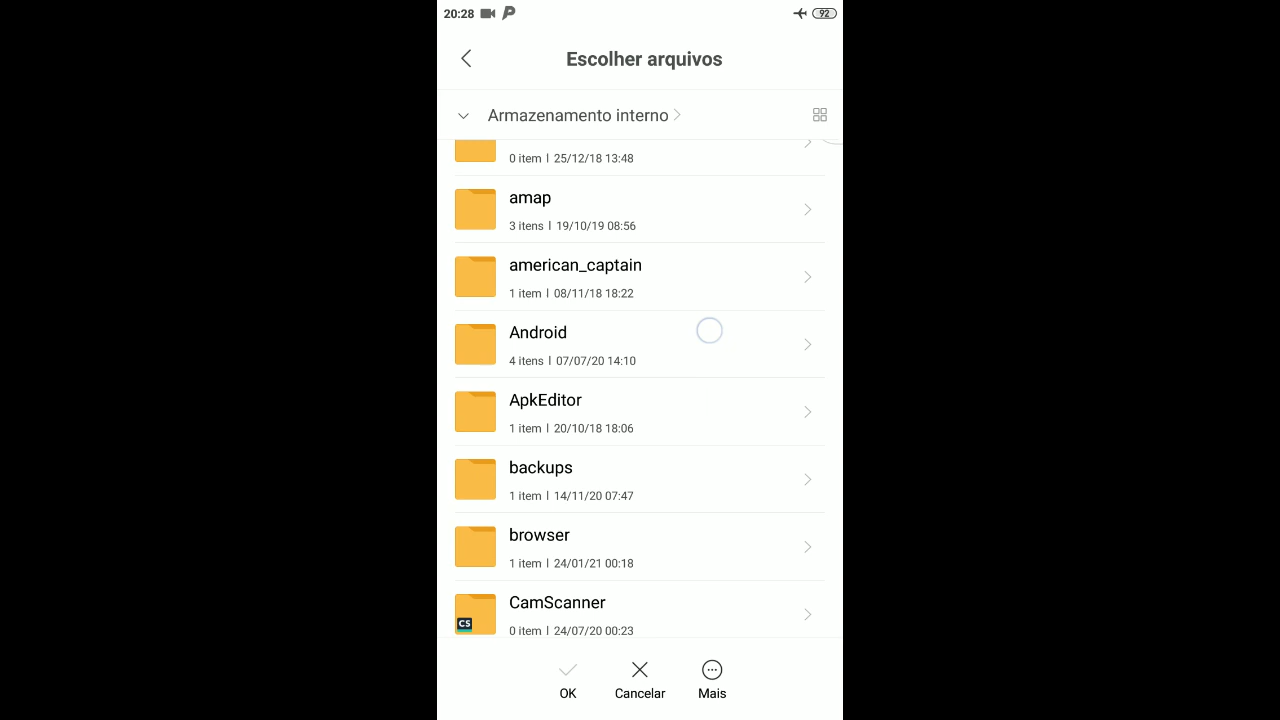 20:28
92
Escolher arquivos
Armazenamento interno
0 item | 25/12/18 13:48
amap
3 itens | 19/10/19 08:56
american_captain
1 item | 08/11/18 18:22
Android
4 itens | 07/07/20 14:10
ApkEditor
1 item | 20/10/18 18:06
backups
1 item | 14/11/20 07:47
browser
1 item | 24/01/21 00:18
CamScanner
CS
0 item | 24/07/20 00:23
OK
Cancelar
Mais